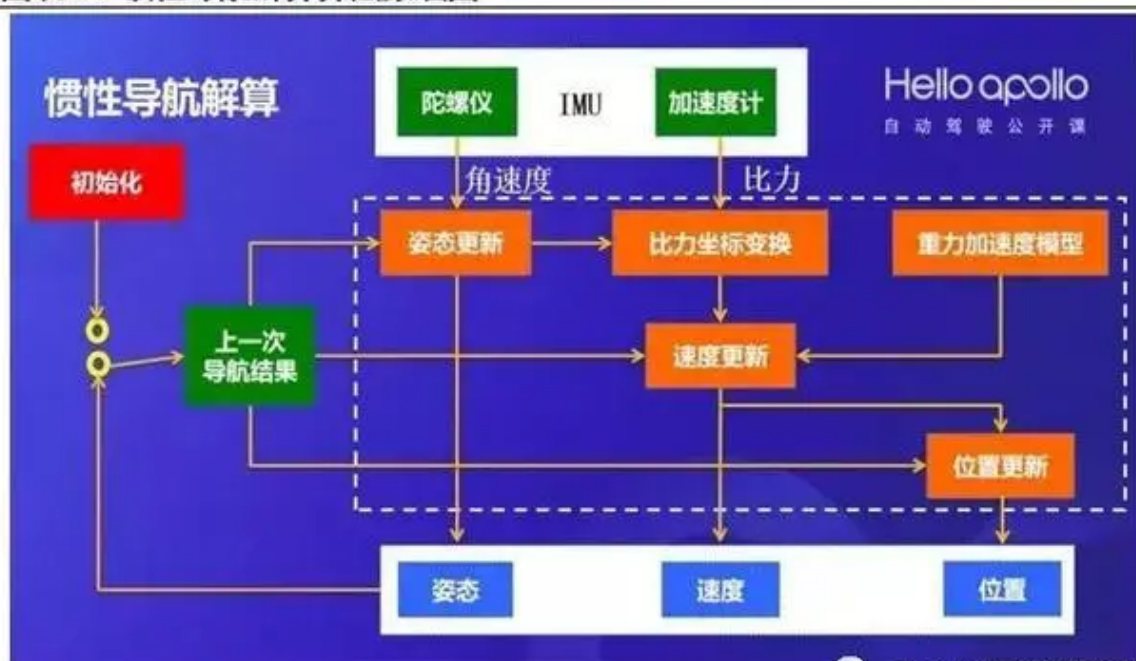 惯性导航解算
陀螺仪
IMU
加速度计
Hello apollo
自动驾驶公开课
初始化
角速度
比力
姿态更新
比力坐标变换
重力加速度模型
上一次
导航结果
速度更新
位置更新
姿态
速度
位置